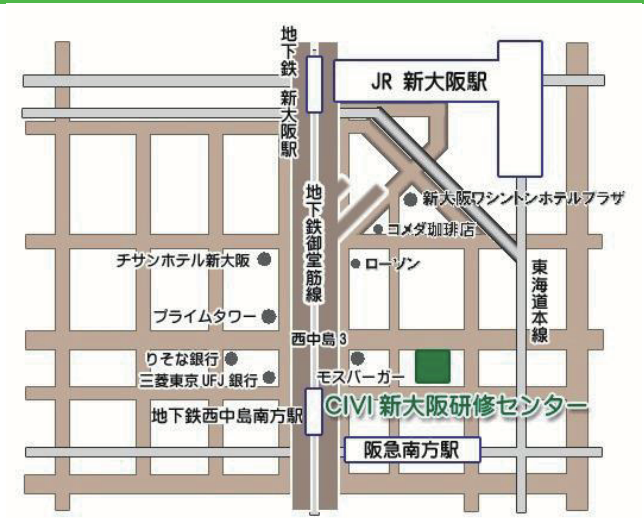 地下鉄 新大阪駅
JR 新大阪駅
新大阪ワシントンホテルプラザ
コメダ珈琲店
地下鉄御堂筋線
チサンホテル新大阪
ローソン
東海道本線
プライムタワー
西中島3
りそな銀行
モスバーガー
三菱東京UFJ銀行
CIVI 新大阪研修センター
地下鉄西中島南方駅
阪急南方駅